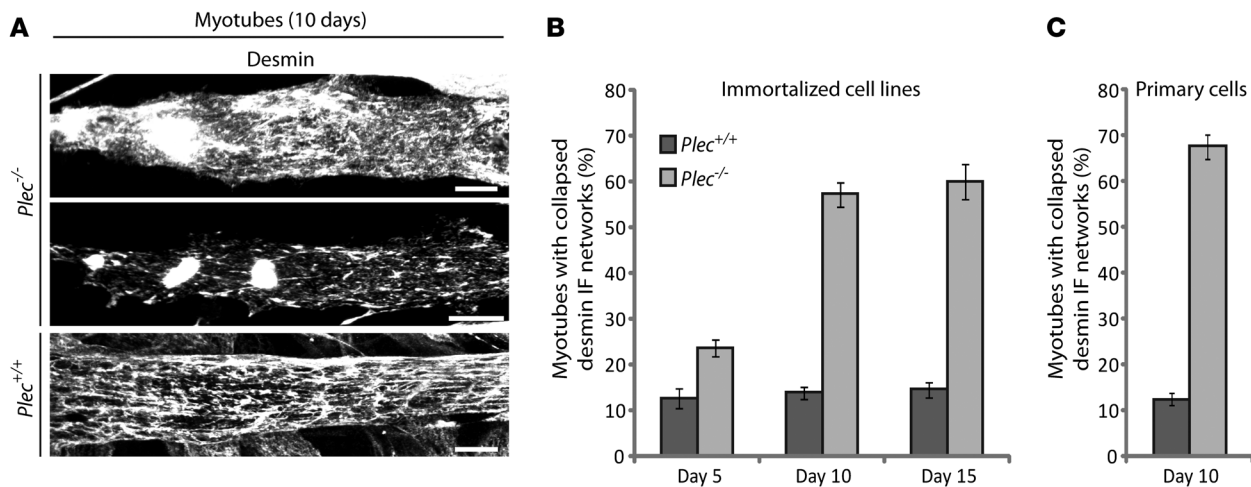 A
Myotubes (10 days)
Desmin
Plec-/-
Plec+/+
B
Immortalized cell lines
Plec+/+
Plec-/-
Myotubes with collapsed
desmin IF networks (%)
80
70
60
50
40
30
20
10
0
Day 5
Day 10
Day 15
C
Primary cells
Myotubes with collapsed
desmin IF networks (%)
80
70
60
50
40
30
20
10
0
Day 10